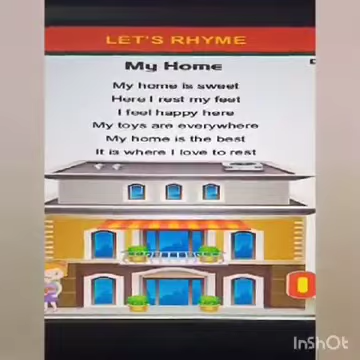 LET'S RHYME
My Home
My home is sweet
Here I rest my feet
I feel happy here
My toys are everywhere
My home is the best
It is where I love to rest
InShOt